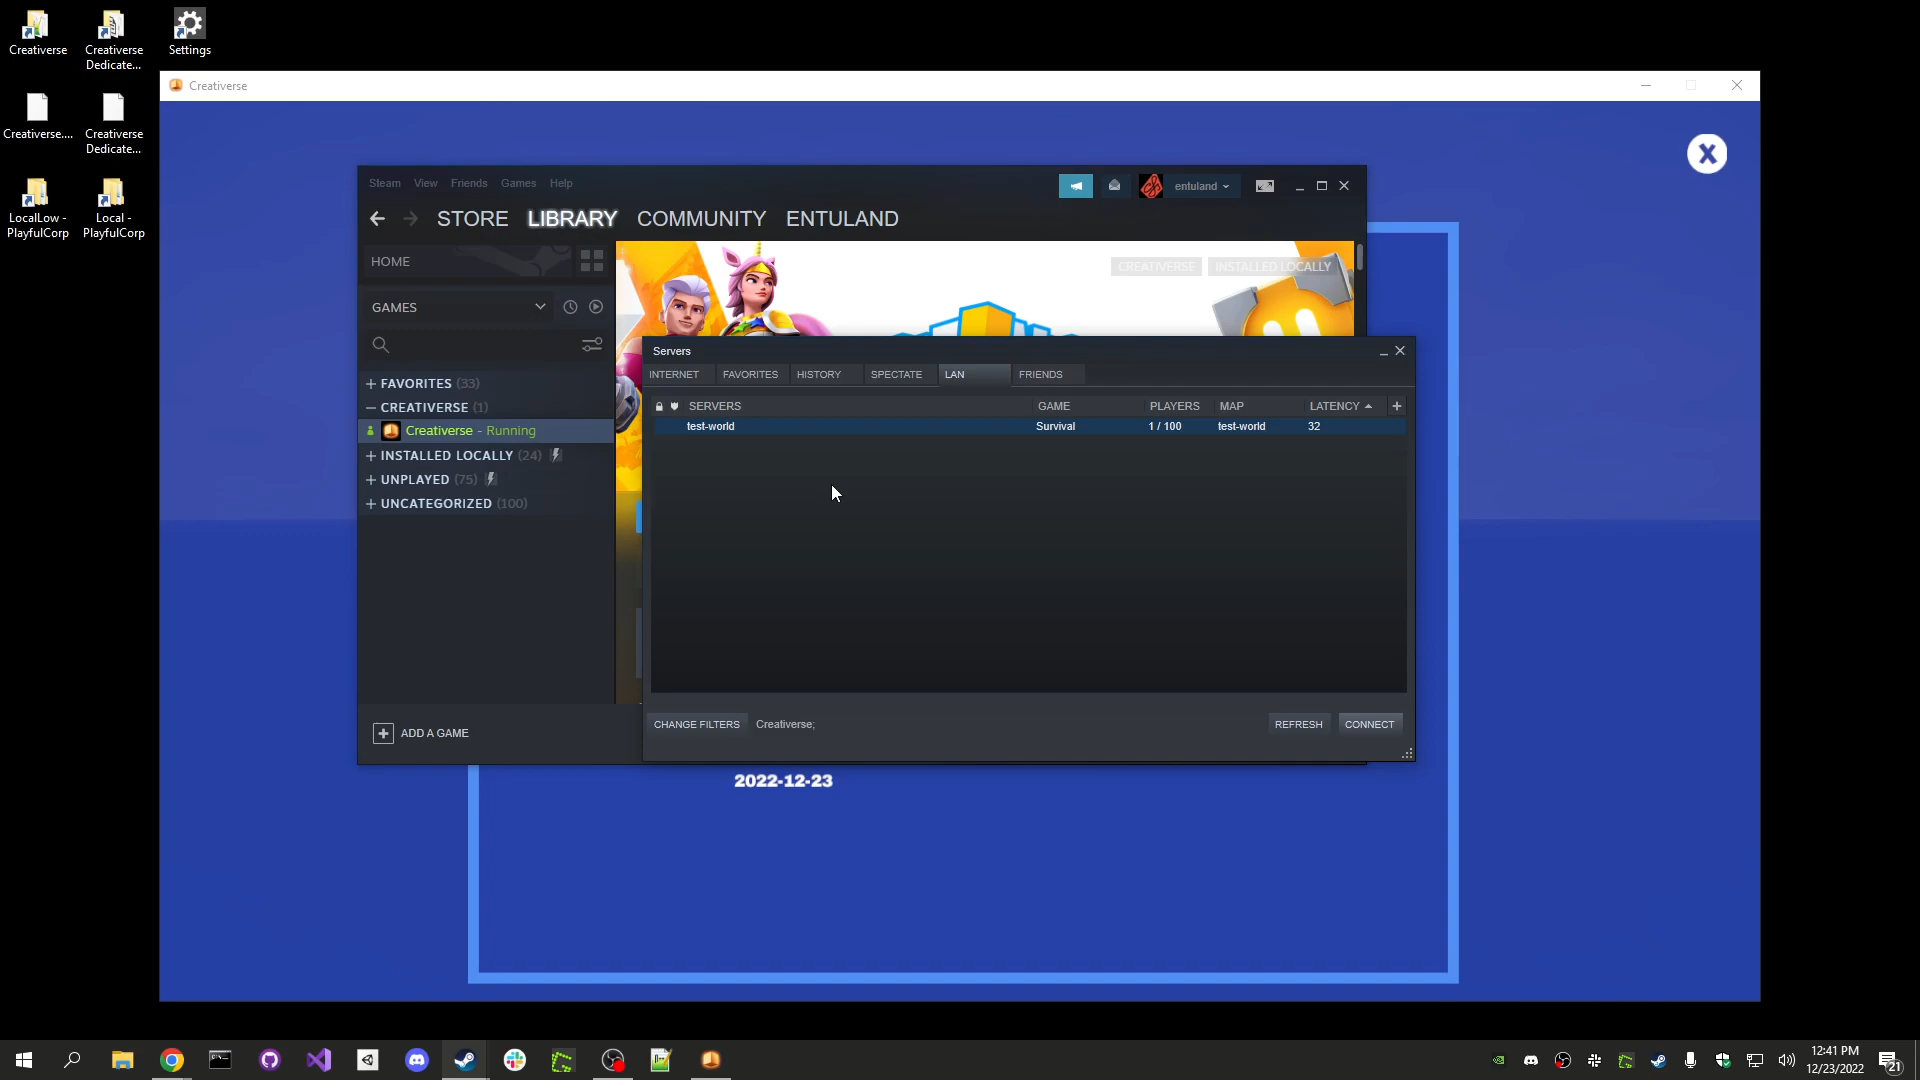 Creativerse
Creativerse
Dedicate...
Settings
Creativerse....
Creativerse
Dedicate...
LocalLow -
PlayfulCorp
Local -
PlayfulCorp
Creativerse
X
Steam View Friends Games Help
entuland
STORE LIBRARY COMMUNITY ENTULAND
HOME
GAMES
CREATIVERSE INSTALLED LOCALLY
+ FAVORITES (33)
— CREATIVERSE (1)
Creativerse - Running
+ INSTALLED LOCALLY (24)
+ UNPLAYED (75)
+ UNCATEGORIZED (100)
+ ADD A GAME
Servers
INTERNET FAVORITES HISTORY SPECTATE LAN FRIENDS
SERVERS GAME PLAYERS MAP LATENCY +
test-world Survival 1 / 100 test-world 32
CHANGE FILTERS Creativerse; REFRESH CONNECT
2022-12-23
12:41 PM
12/23/2022
21